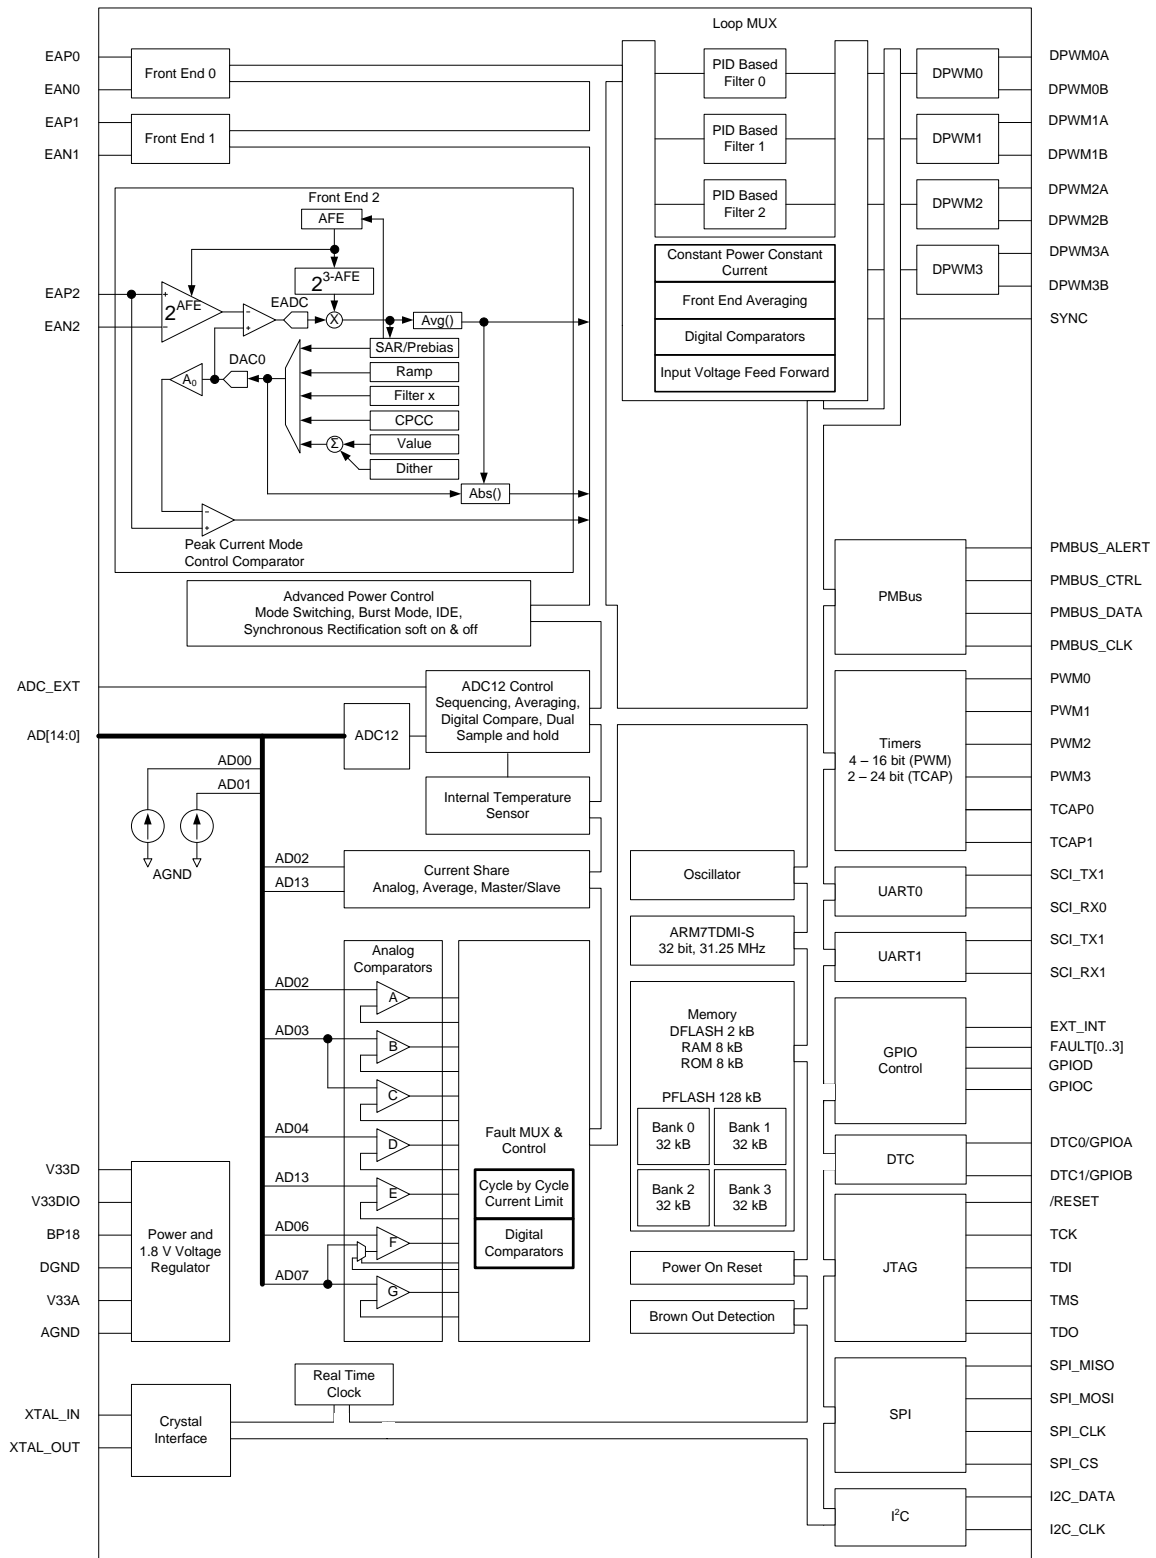 Loop MUX
EAP0
EAN0
EAP1
EAN1
Front End 0
Front End 1
Front End 2
AFE
2^3-AFE
EAP2
EAN2
+
2^AFE
−
−
+
EADC
X
Avg()
DAC0
A0
SAR/Prebias
Ramp
Filter x
CPCC
Σ
Value
Dither
Abs()
−
+
Peak Current Mode
Control Comparator
PID Based
Filter 0
PID Based
Filter 1
PID Based
Filter 2
Constant Power Constant
Current
Front End Averaging
Digital Comparators
Input Voltage Feed Forward
DPWM0
DPWM1
DPWM2
DPWM3
DPWM0A
DPWM0B
DPWM1A
DPWM1B
DPWM2A
DPWM2B
DPWM3A
DPWM3B
SYNC
Advanced Power Control
Mode Switching, Burst Mode, IDE,
Synchronous Rectification soft on & off
ADC_EXT
AD[14:0]
ADC12
ADC12 Control
Sequencing, Averaging,
Digital Compare, Dual
Sample and hold
AD00
AD01
AGND
Internal Temperature
Sensor
AD02
AD13
Current Share
Analog, Average, Master/Slave
Analog
Comparators
AD02
AD03
AD04
AD13
AD06
AD07
A
B
C
D
E
F
G
Fault MUX &
Control
Cycle by Cycle
Current Limit
Digital
Comparators
V33D
V33DIO
BP18
DGND
V33A
AGND
Power and
1.8 V Voltage
Regulator
XTAL_IN
XTAL_OUT
Crystal
Interface
Real Time
Clock
Oscillator
ARM7TDMI-S
32 bit, 31.25 MHz
Memory
DFLASH 2 kB
RAM 8 kB
ROM 8 kB
PFLASH 128 kB
Bank 0
32 kB
Bank 1
32 kB
Bank 2
32 kB
Bank 3
32 kB
Power On Reset
Brown Out Detection
PMBus
PMBUS_ALERT
PMBUS_CTRL
PMBUS_DATA
PMBUS_CLK
Timers
4 – 16 bit (PWM)
2 – 24 bit (TCAP)
PWM0
PWM1
PWM2
PWM3
TCAP0
TCAP1
UART0
SCI_TX1
SCI_RX0
UART1
SCI_TX1
SCI_RX1
GPIO
Control
EXT_INT
FAULT[0..3]
GPIOD
GPIOC
DTC
DTC0/GPIOA
DTC1/GPIOB
JTAG
/RESET
TCK
TDI
TMS
TDO
SPI
SPI_MISO
SPI_MOSI
SPI_CLK
SPI_CS
I²C
I2C_DATA
I2C_CLK